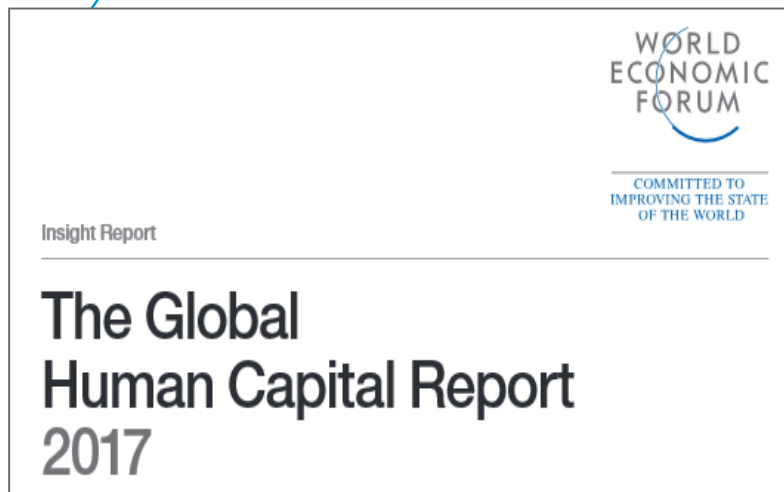 WORLD
ECONOMIC
FORUM
COMMITTED TO
IMPROVING THE STATE
OF THE WORLD
Insight Report
The Global
Human Capital Report
2017